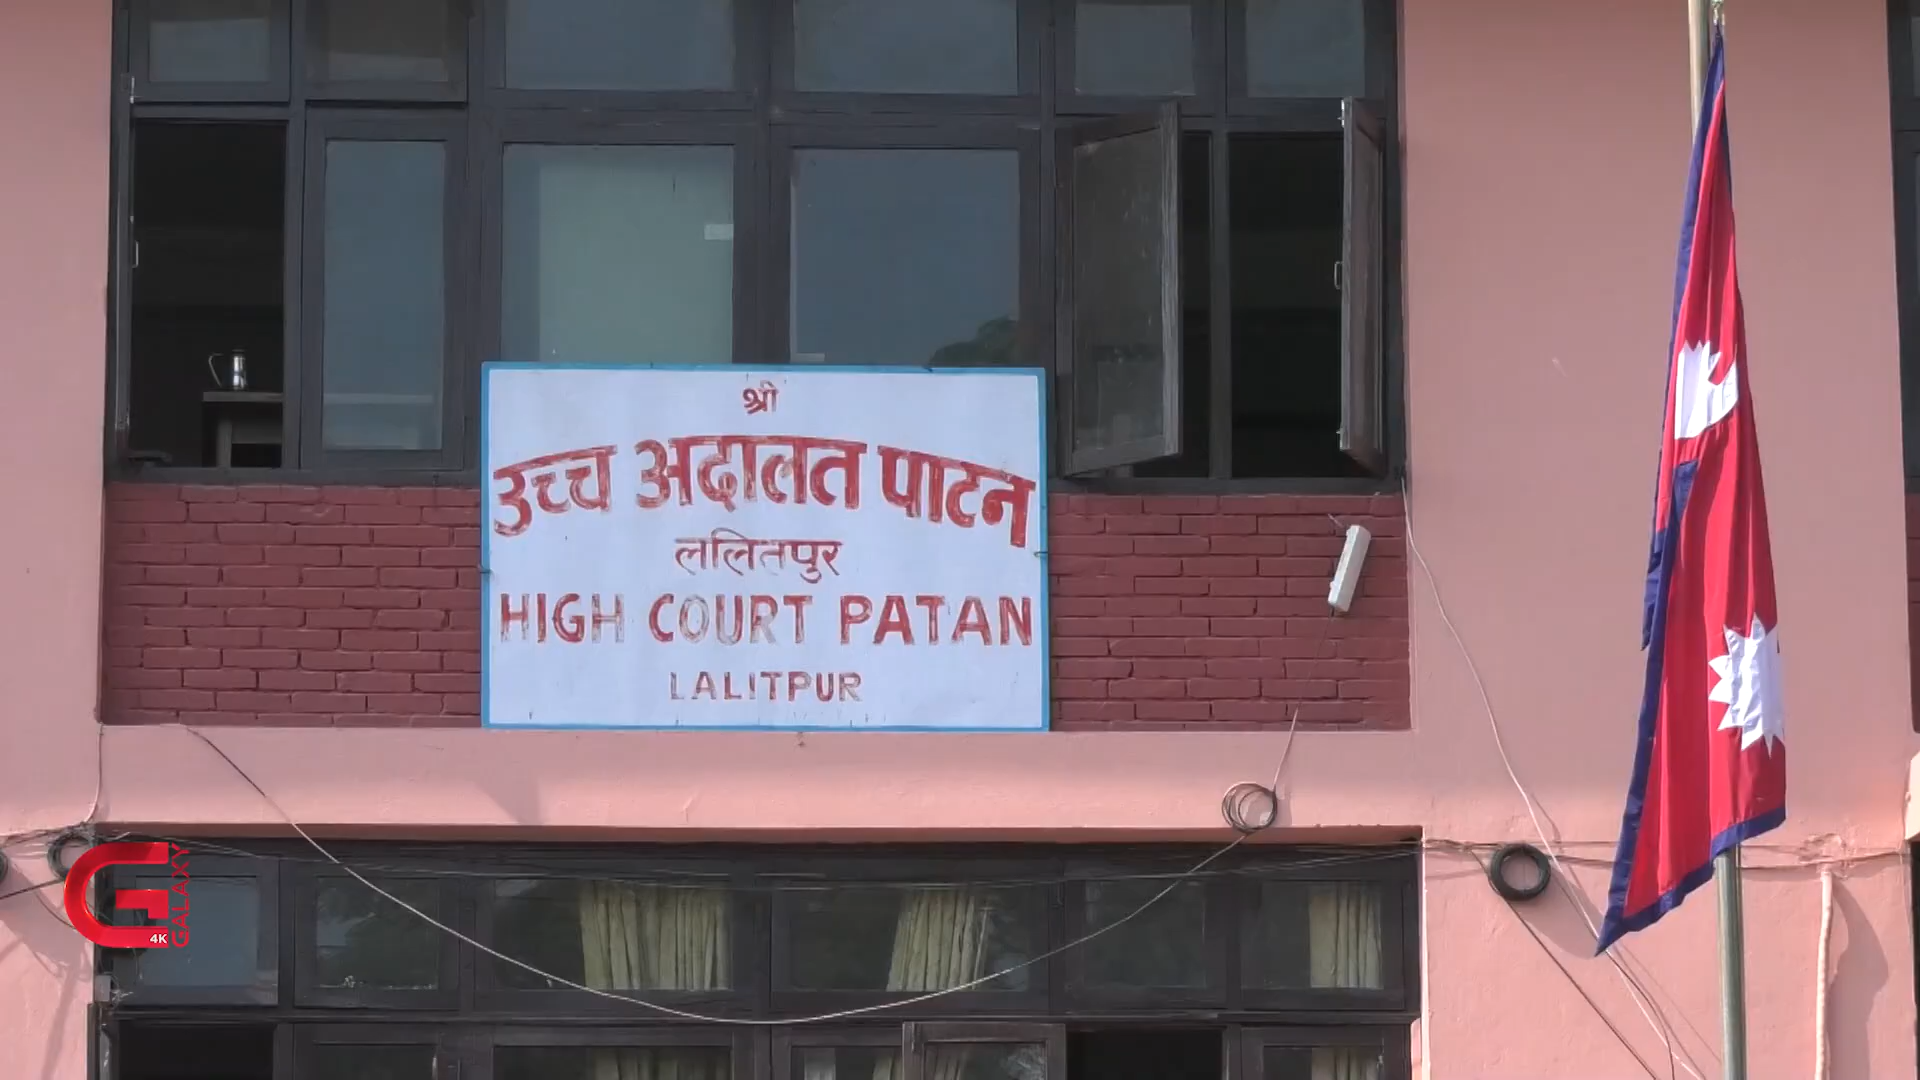 श्री
उच्च अदालत पाटन
ललितपुर
HIGH COURT PATAN
LALITPUR
GALAXY
4K